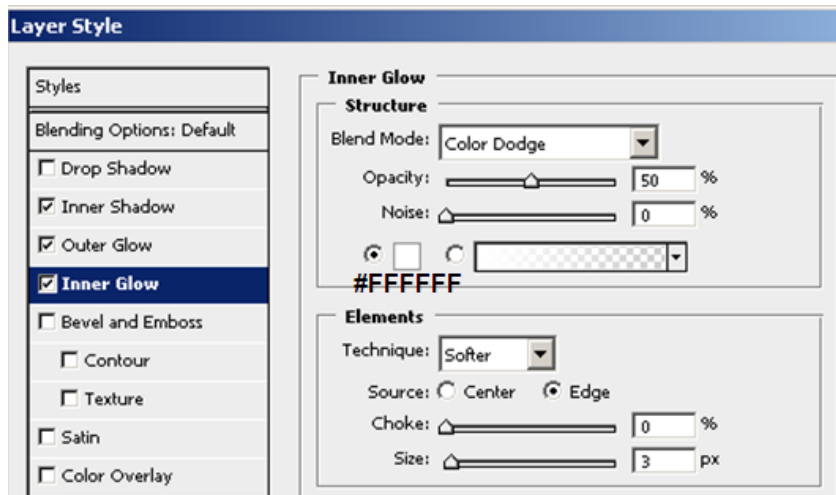 Layer Style
Styles
Blending Options: Default
Drop Shadow
Inner Shadow
Outer Glow
Inner Glow
Bevel and Emboss
Contour
Texture
Satin
Color Overlay
Inner Glow
Structure
Blend Mode: Color Dodge
Opacity: 50 %
Noise: 0 %
#FFFFFF
Elements
Technique: Softer
Source: Center Edge
Choke: 0 %
Size: 3 px